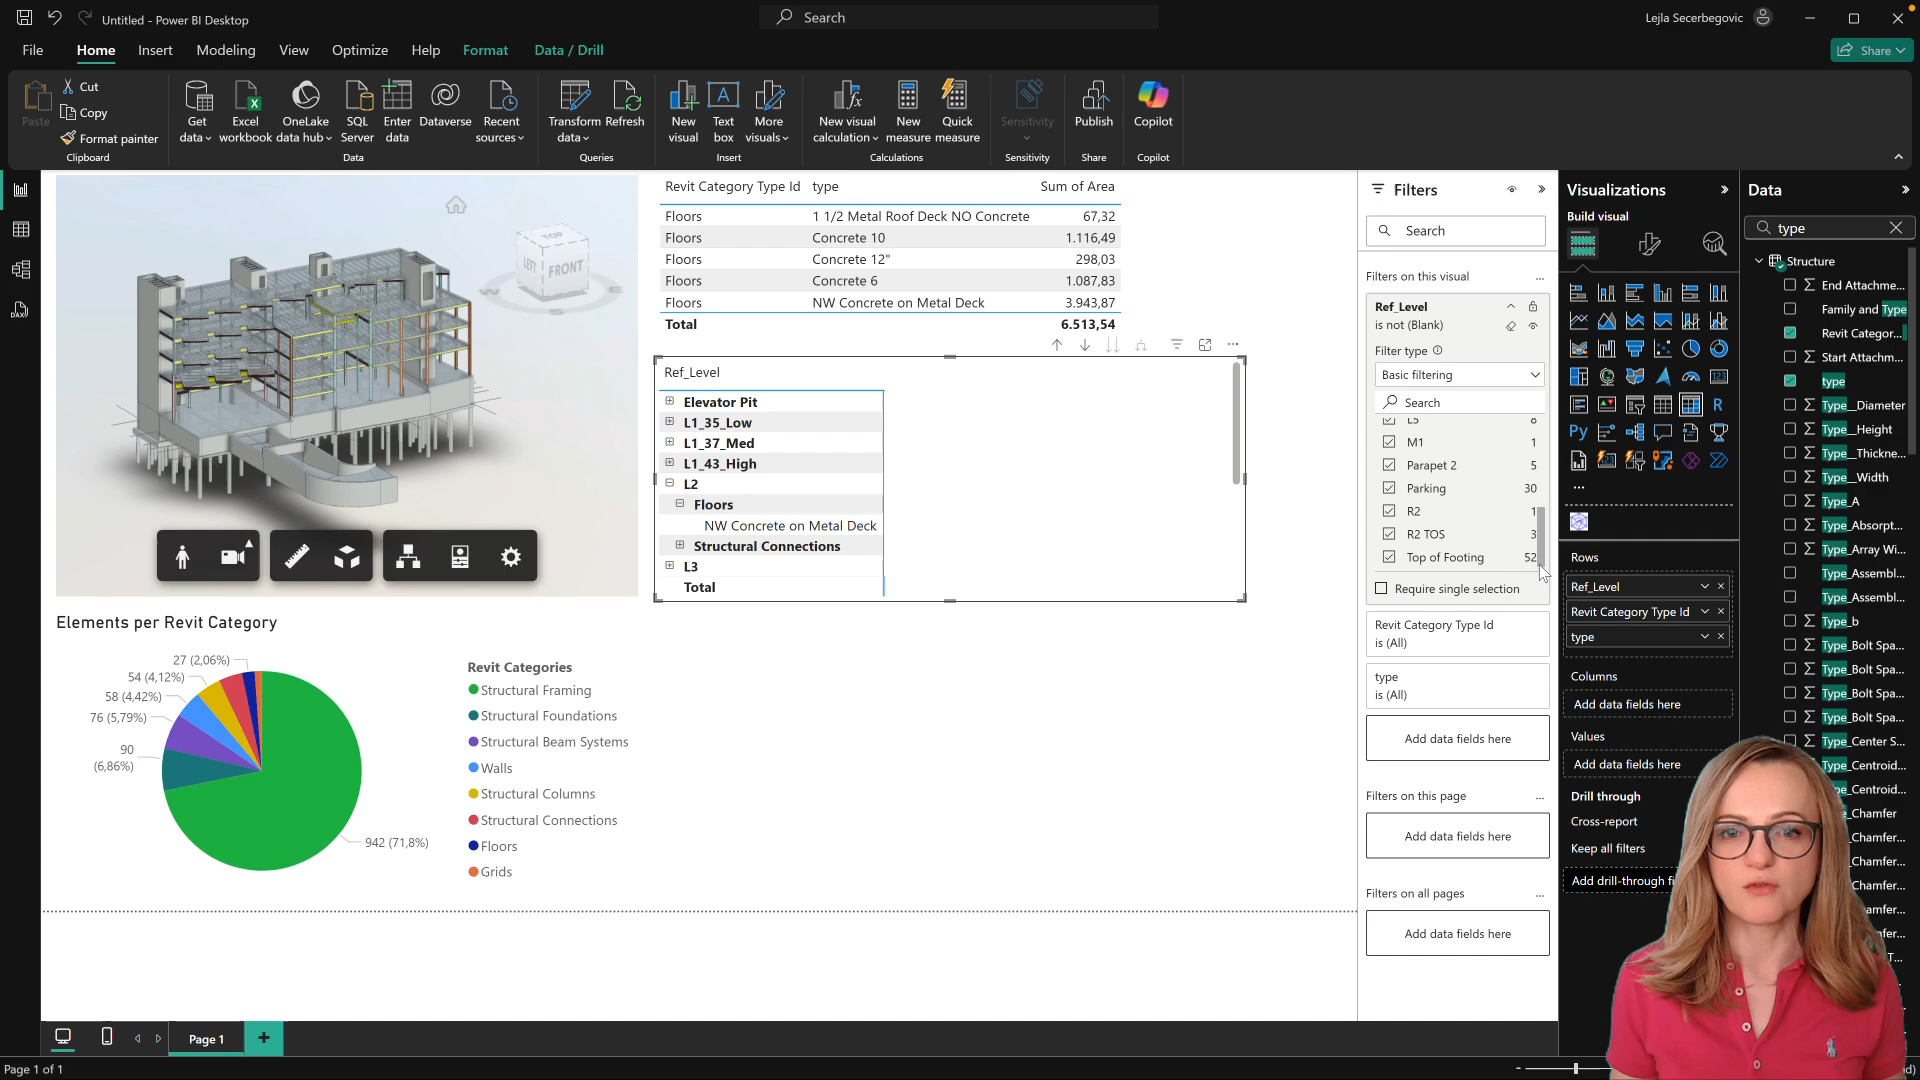 Untitled - Power BI Desktop
Search
Lejla Secerbegovic
File Home Insert Modeling View Optimize Help Format Data / Drill
Share
Paste
Cut
Copy
Format painter
Clipboard
Get data
Excel workbook
OneLake data hub
SQL Server
Enter data
Dataverse
Recent sources
Data
Transform data
Refresh
Queries
New visual
Text box
More visuals
Insert
New visual calculation
New measure
Quick measure
Calculations
Sensitivity
Sensitivity
Publish
Share
Copilot
Copilot
TOP
LEFT
FRONT
Revit Category Type Id type Sum of Area
Floors 1 1/2 Metal Roof Deck NO Concrete 67,32
Floors Concrete 10 1.116,49
Floors Concrete 12" 298,03
Floors Concrete 6 1.087,83
Floors NW Concrete on Metal Deck 3.943,87
Total 6.513,54
Ref_Level
Elevator Pit
L1_35_Low
L1_37_Med
L1_43_High
L2
Floors
NW Concrete on Metal Deck
Structural Connections
L3
Total
Elements per Revit Category
27 (2,06%)
54 (4,12%)
58 (4,42%)
76 (5,79%)
90
(6,86%)
942 (71,8%)
Revit Categories
Structural Framing
Structural Foundations
Structural Beam Systems
Walls
Structural Columns
Structural Connections
Floors
Grids
Filters
Search
Filters on this visual
Ref_Level
is not (Blank)
Filter type
Basic filtering
Search
L5 8
M1 1
Parapet 2 5
Parking 30
R2 1
R2 TOS 3
Top of Footing 52
Require single selection
Revit Category Type Id
is (All)
type
is (All)
Add data fields here
Filters on this page
Add data fields here
Filters on all pages
Add data fields here
Visualizations
Build visual
Rows
Ref_Level
Revit Category Type Id
type
Columns
Add data fields here
Values
Add data fields here
Drill through
Cross-report
Keep all filters
Add drill-through fi
Data
type
Structure
End Attachme...
Family and Type
Revit Categor...
Start Attachm...
type
Type__Diameter
Type__Height
Type__Thickne...
Type__Width
Type_A
Type_Absorpt...
Type_Array Wi...
Type_Assembl...
Type_Assembl...
Type_b
Type_Bolt Spa...
Type_Bolt Spa...
Type_Bolt Spa...
Type_Bolt Spa...
Type_Center S...
Type_Centroid...
Type_Centroid...
Chamfer
Chamfer...
Chamfer...
Chamfer...
Page 1
Page 1 of 1